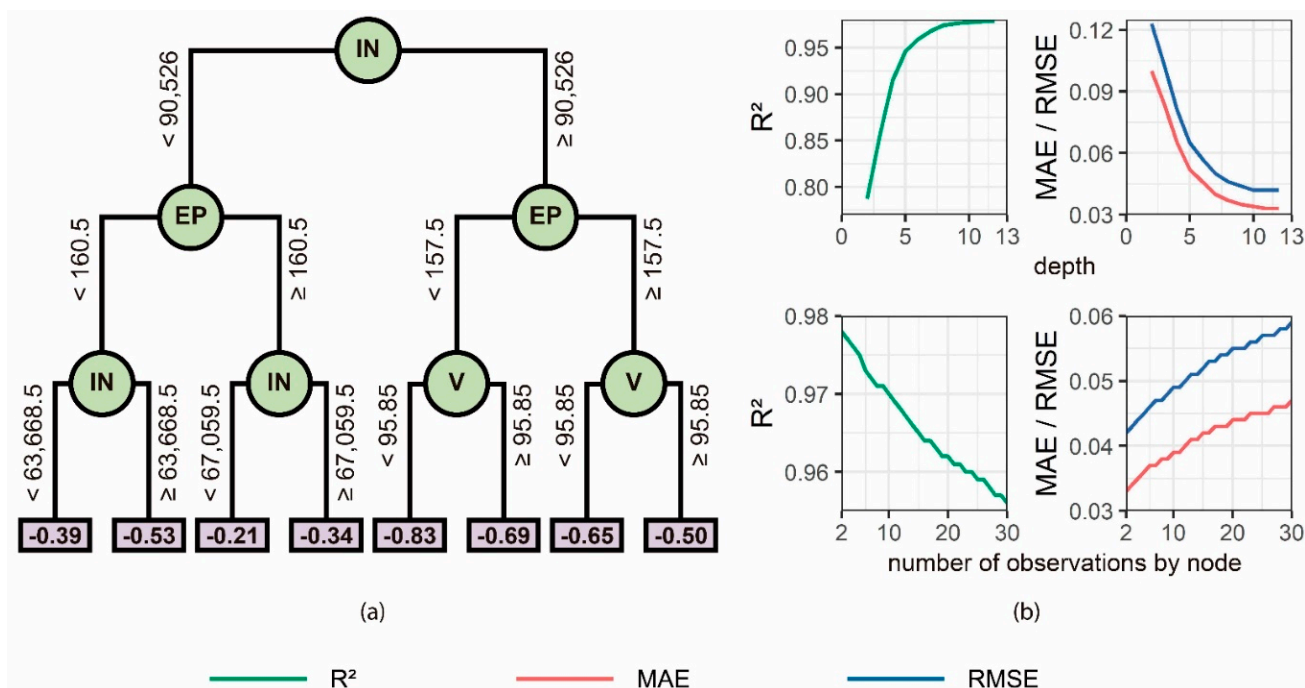 IN
< 90,526
≥ 90,526
EP
EP
< 160.5
≥ 160.5
< 157.5
≥ 157.5
IN
IN
V
V
< 63,668.5
≥ 63,668.5
< 67,059.5
≥ 67,059.5
< 95.85
≥ 95.85
< 95.85
≥ 95.85
-0.39
-0.53
-0.21
-0.34
-0.83
-0.69
-0.65
-0.50
(a)
R²
0.95
0.90
0.85
0.80
0 5 10 13
MAE / RMSE
0.12
0.09
0.06
0.03
0 5 10 13
depth
R²
0.98
0.97
0.96
2 10 20 30
MAE / RMSE
0.06
0.05
0.04
0.03
2 10 20 30
number of observations by node
(b)
R² MAE RMSE